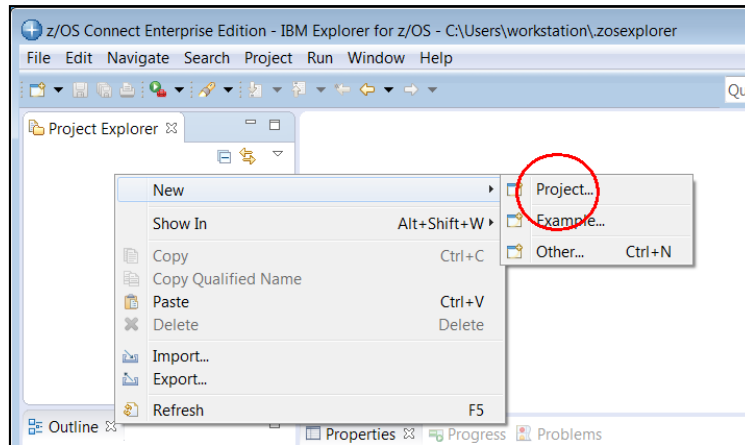 z/OS Connect Enterprise Edition - IBM Explorer for z/OS - C:\Users\workstation\.zosexplorer
File Edit Navigate Search Project Run Window Help
Qu
Project Explorer
New
Project...
Show In Alt+Shift+W
Example...
Copy Ctrl+C
Other... Ctrl+N
Copy Qualified Name
Paste Ctrl+V
Delete Delete
Import...
Export...
Refresh F5
Outline
Properties Progress Problems